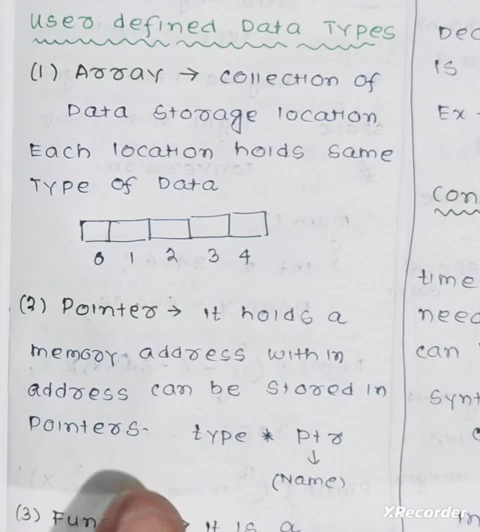 User defined Data Types
(1) Array → collection of
Data storage location
Each location holds same
Type of Data
0 1 2 3 4
(2) Pointer → it holds a
memory address within
address can be stored in
Pointers. type * Ptr
↓
(Name)
(3) Fun it is a
Dec
is
Ex -
Con
time
need
can
Synt
XRecorder